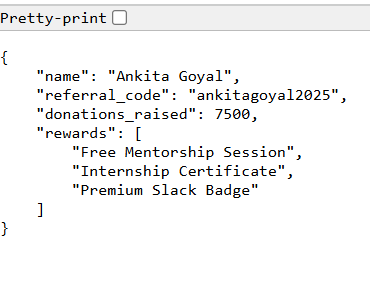 Pretty-print
{
    "name": "Ankita Goyal",
    "referral_code": "ankitagoyal2025",
    "donations_raised": 7500,
    "rewards": [
        "Free Mentorship Session",
        "Internship Certificate",
        "Premium Slack Badge"
    ]
}